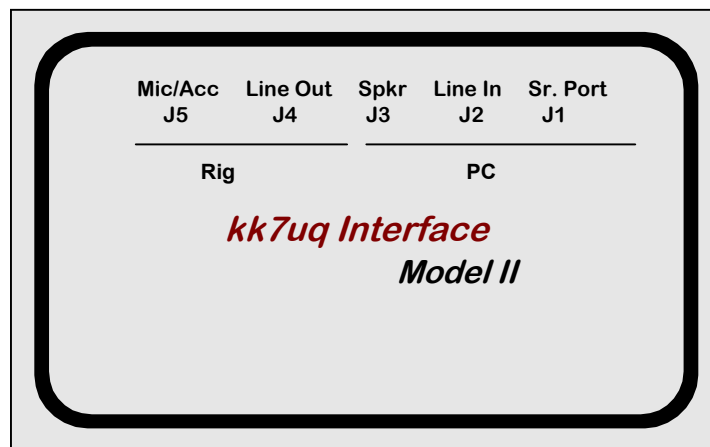 Mic/Acc Line Out Spkr Line In Sr. Port
J5 J4 J3 J2 J1
Rig PC
kk7uq Interface
Model II